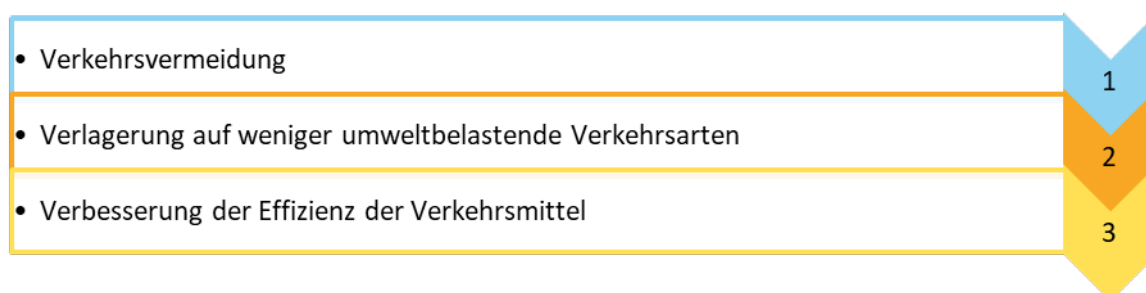 • Verkehrsvermeidung
1
• Verlagerung auf weniger umweltbelastende Verkehrsarten
2
• Verbesserung der Effizienz der Verkehrsmittel
3